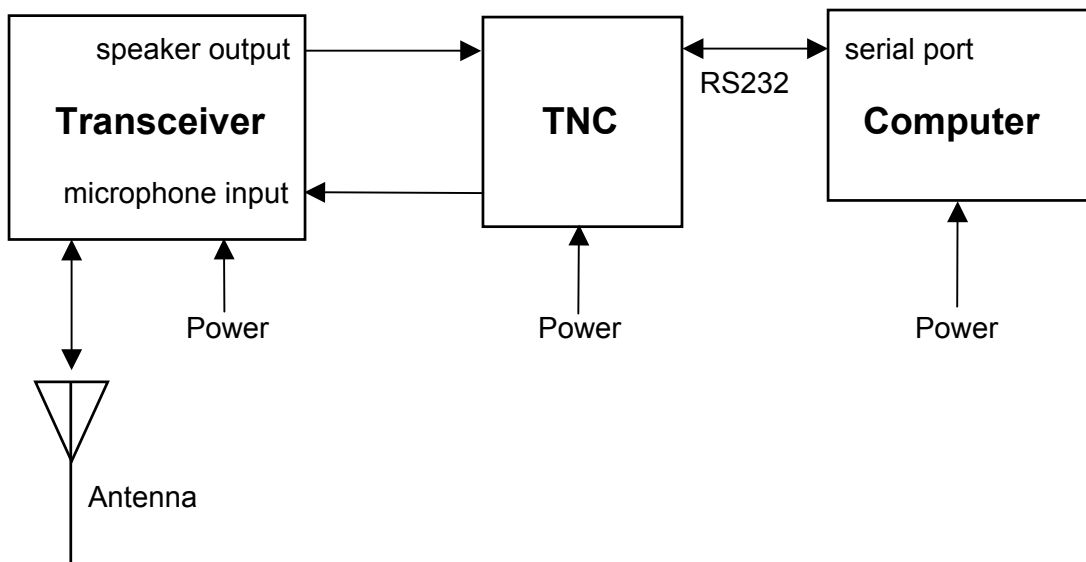 speaker output
Transceiver
microphone input
TNC
RS232
serial port
Computer
Power
Power
Power
Antenna